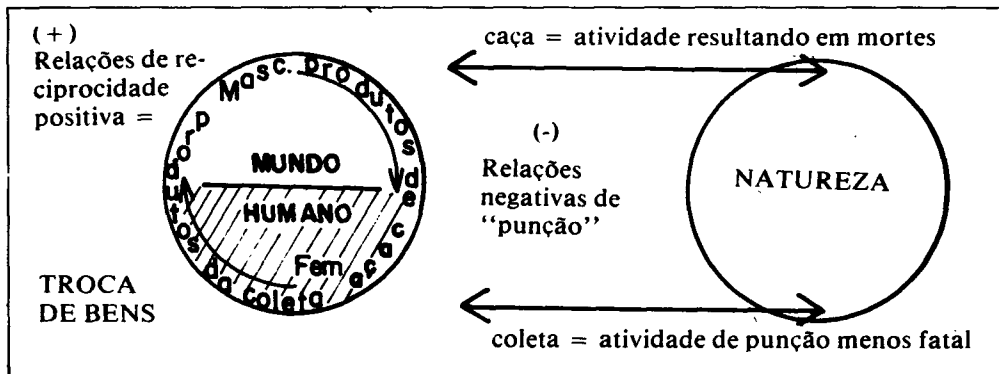 (+)
Relações de re-
ciprocidade
positiva =
TROCA
DE BENS
Masc. produtos de caça
MUNDO
HUMANO
Fem
produtos da coleta
caça = atividade resultando em mortes
(-)
Relações
negativas de
“punção”
NATUREZA
coleta = atividade de punção menos fatal